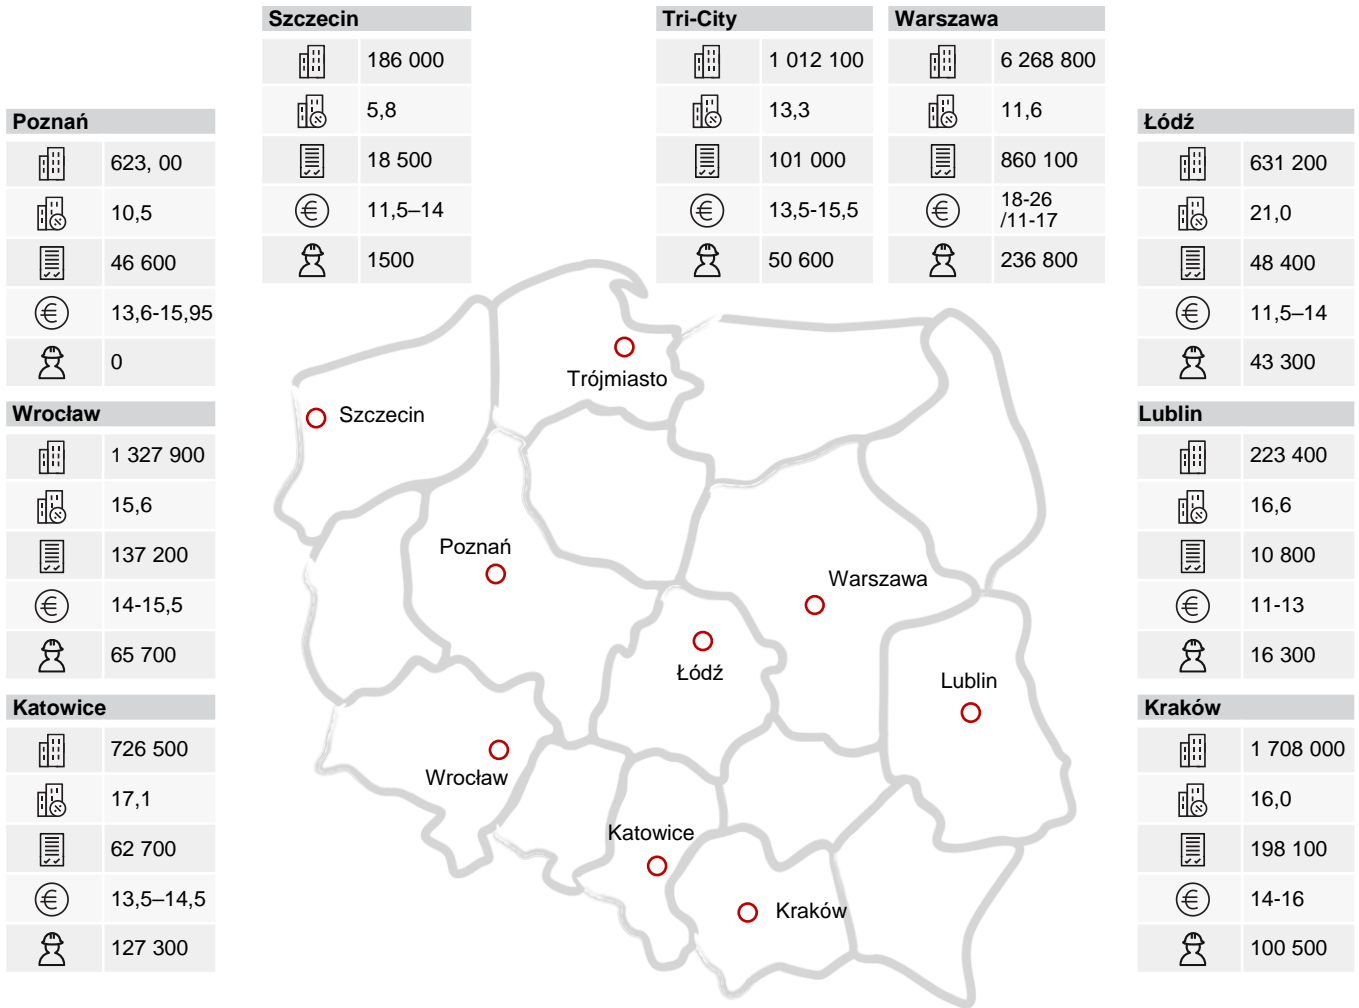 Szczecin
186 000
5,8
18 500
11,5–14
1500
Tri-City
1 012 100
13,3
101 000
13,5-15,5
50 600
Warszawa
6 268 800
11,6
860 100
18-26
/11-17
236 800
Poznań
623, 00
10,5
46 600
13,6-15,95
0
Wrocław
1 327 900
15,6
137 200
14-15,5
65 700
Katowice
726 500
17,1
62 700
13,5–14,5
127 300
Trójmiasto
Szczecin
Poznań
Warszawa
Łódź
Lublin
Wrocław
Katowice
Kraków
Łódź
631 200
21,0
48 400
11,5–14
43 300
Lublin
223 400
16,6
10 800
11-13
16 300
Kraków
1 708 000
16,0
198 100
14-16
100 500